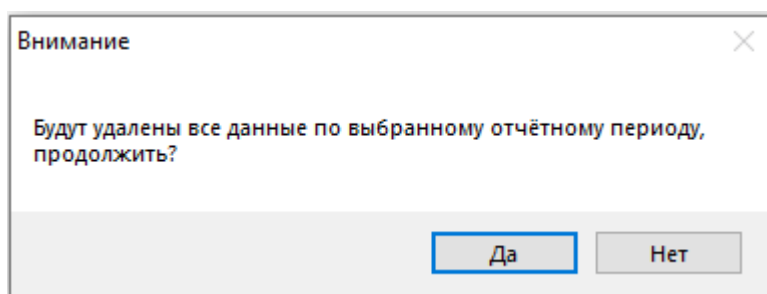 Внимание
Будут удалены все данные по выбранному отчётному периоду,
продолжить?
Да
Нет